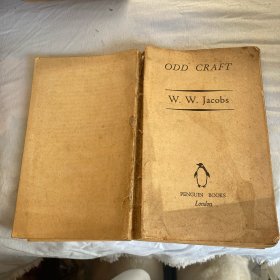 ODD CRAFT
W. W. Jacobs
PENGUIN BOOKS
London